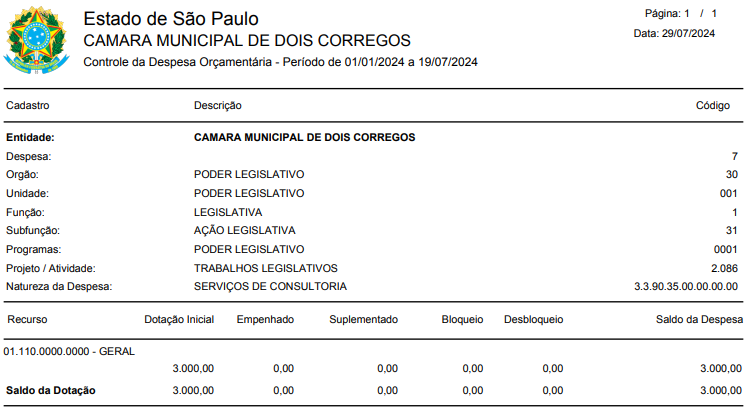 Estado de São Paulo
CAMARA MUNICIPAL DE DOIS CORREGOS
Controle da Despesa Orçamentária - Período de 01/01/2024 a 19/07/2024
Página: 1 / 1
Data: 29/07/2024
Cadastro Descrição Código
Entidade: CAMARA MUNICIPAL DE DOIS CORREGOS
Despesa: 7
Orgão: PODER LEGISLATIVO 30
Unidade: PODER LEGISLATIVO 001
Função: LEGISLATIVA 1
Subfunção: AÇÃO LEGISLATIVA 31
Programas: PODER LEGISLATIVO 0001
Projeto / Atividade: TRABALHOS LEGISLATIVOS 2.086
Natureza da Despesa: SERVIÇOS DE CONSULTORIA 3.3.90.35.00.00.00.00
Recurso Dotação Inicial Empenhado Suplementado Bloqueio Desbloqueio Saldo da Despesa
01.110.0000.0000 - GERAL
3.000,00 0,00 0,00 0,00 0,00 3.000,00
Saldo da Dotação 3.000,00 0,00 0,00 0,00 0,00 3.000,00